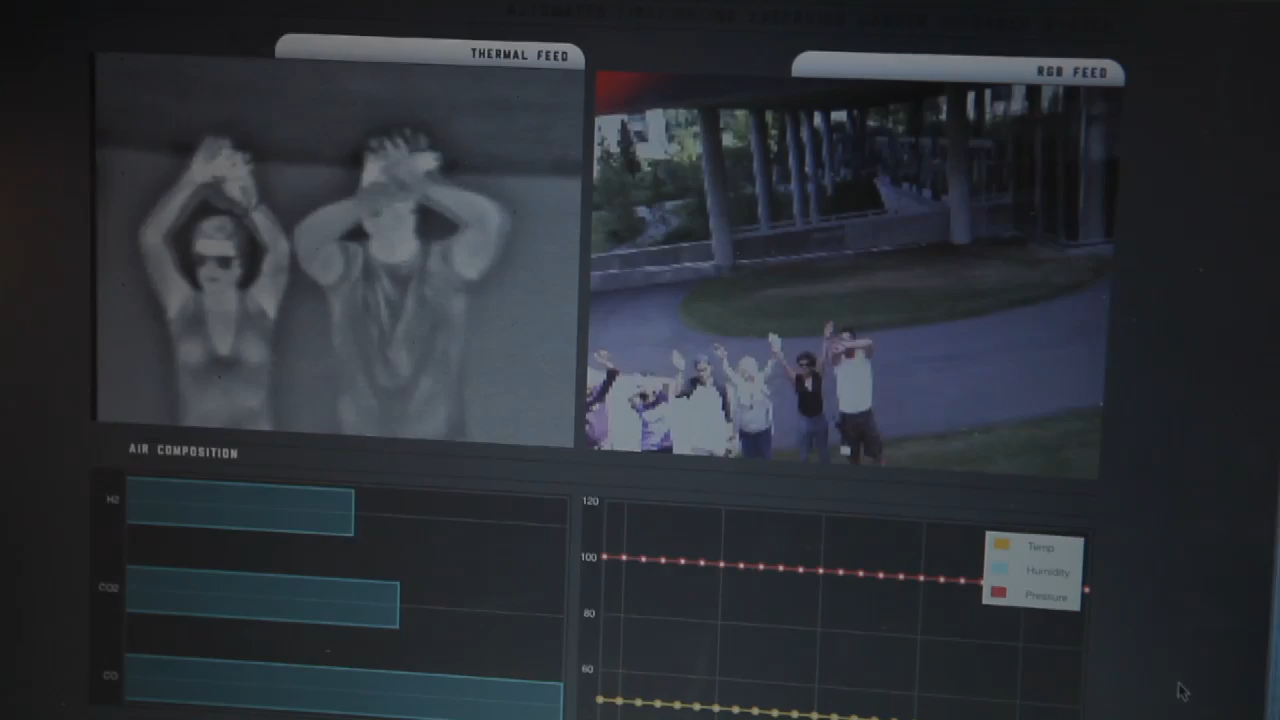 THERMAL FEED
RGB FEED
AIR COMPOSITION
H2
CO2
CO
120
100
80
60
Temp
Humidity
Pressure